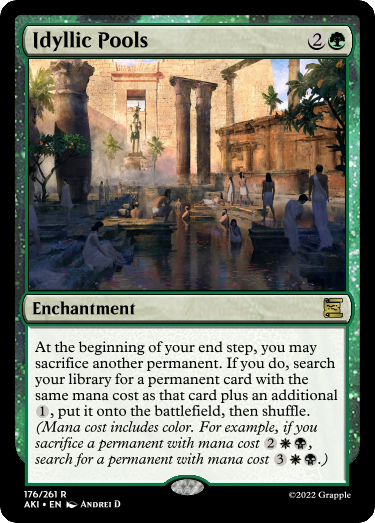 Idyllic Pools 2
Enchantment
At the beginning of your end step, you may
sacrifice another permanent. If you do, search
your library for a permanent card with the
same mana cost as that card plus an additional
1, put it onto the battlefield, then shuffle.
(Mana cost includes color. For example, if you
sacrifice a permanent with mana cost 2,
search for a permanent with mana cost 3.)
176/261 R
AKI • EN Andrei D
©2022 Grapple